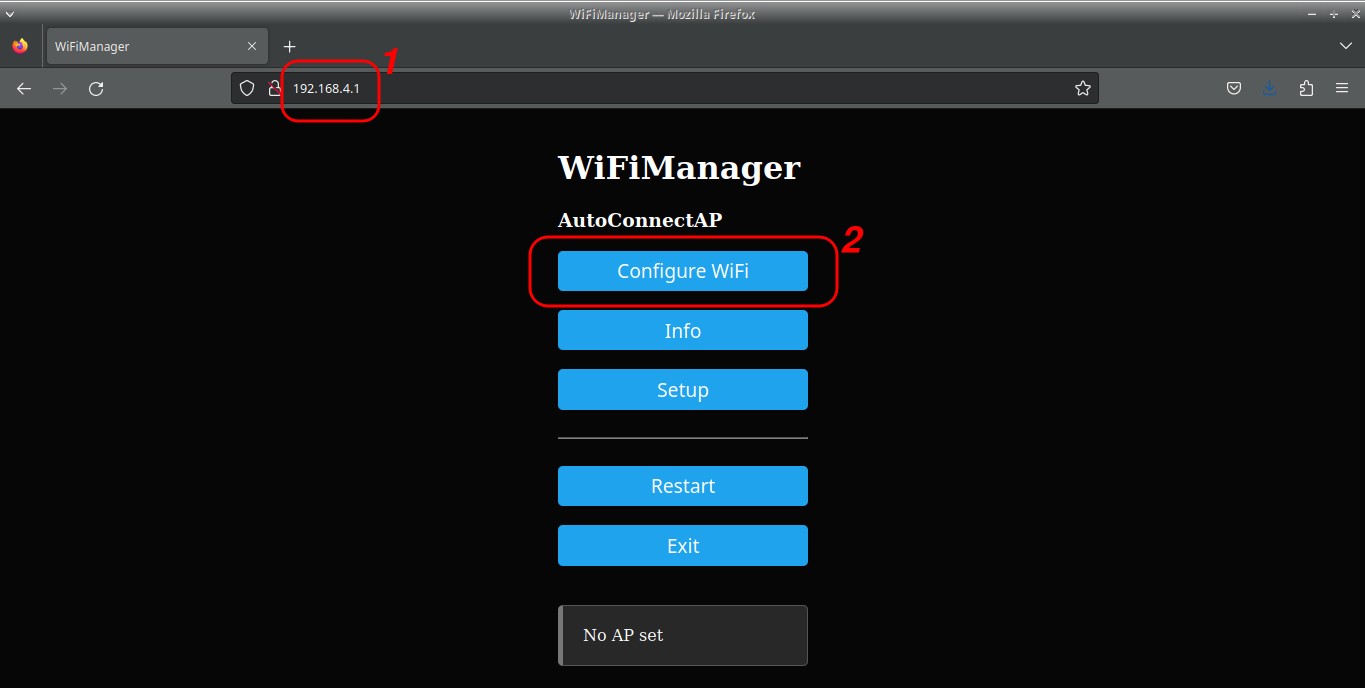 WiFiManager — Mozilla Firefox
WiFiManager
1
192.168.4.1
WiFiManager
AutoConnectAP
2
Configure WiFi
Info
Setup
Restart
Exit
No AP set